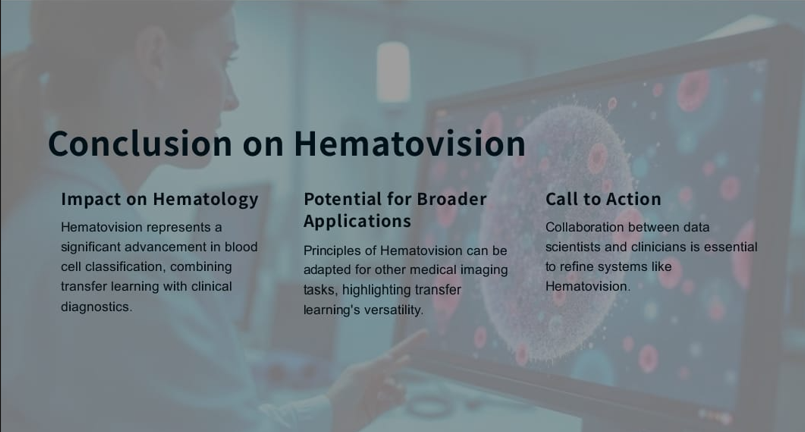 Conclusion on Hematovision
Impact on Hematology
Hematovision represents a
significant advancement in blood
cell classification, combining
transfer learning with clinical
diagnostics.
Potential for Broader
Applications
Principles of Hematovision can be
adapted for other medical imaging
tasks, highlighting transfer
learning's versatility.
Call to Action
Collaboration between data
scientists and clinicians is essential
to refine systems like
Hematovision.